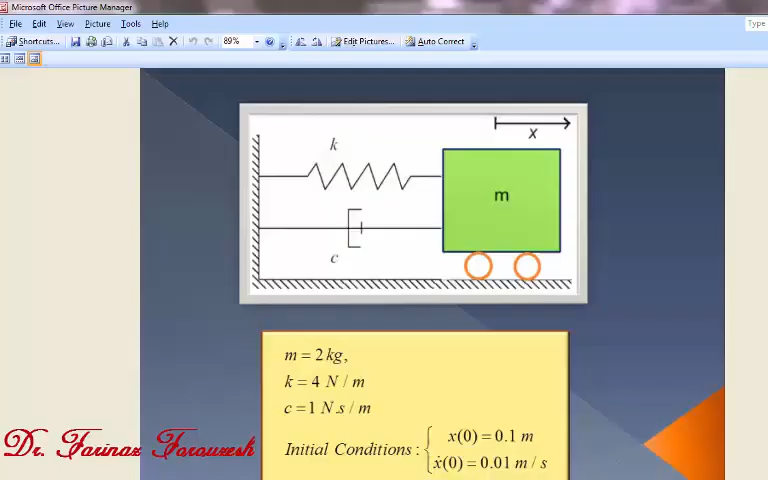 Microsoft Office Picture Manager
File Edit View Picture Tools Help
Type
Shortcuts... 89% Edit Pictures... Auto Correct
x
k
m
c
m = 2 kg,
k = 4 N / m
c = 1 N.s / m
Initial Conditions : { x(0) = 0.1 m
ẋ(0) = 0.01 m / s
Dr. Farinaz Forouzesh